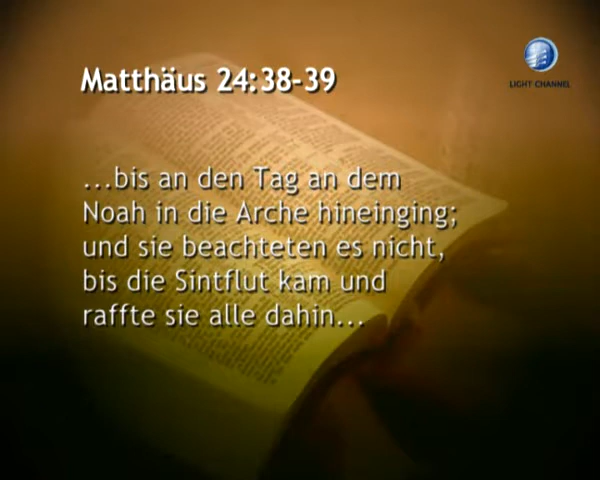 Matthäus 24:38-39
LIGHT CHANNEL
...bis an den Tag an dem
Noah in die Arche hineinging;
und sie beachteten es nicht,
bis die Sintflut kam und
raffte sie alle dahin...